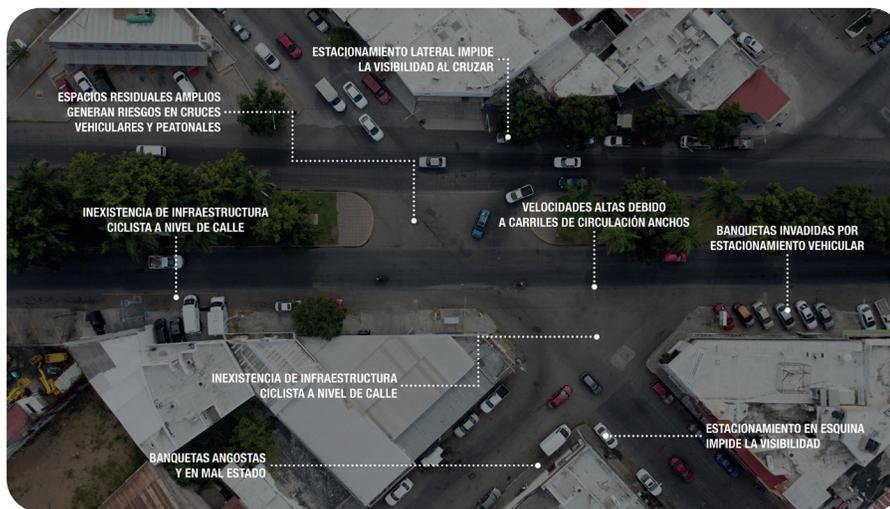 ESTACIONAMIENTO LATERAL IMPIDE
LA VISIBILIDAD AL CRUZAR
ESPACIOS RESIDUALES AMPLIOS
GENERAN RIESGOS EN CRUCES
VEHICULARES Y PEATONALES
INEXISTENCIA DE INFRAESTRUCTURA
CICLISTA A NIVEL DE CALLE
VELOCIDADES ALTAS DEBIDO
A CARRILES DE CIRCULACIÓN ANCHOS
BANQUETAS INVADIDAS POR
ESTACIONAMIENTO VEHICULAR
INEXISTENCIA DE INFRAESTRUCTURA
CICLISTA A NIVEL DE CALLE
ESTACIONAMIENTO EN ESQUINA
IMPIDE LA VISIBILIDAD
BANQUETAS ANGOSTAS
Y EN MAL ESTADO